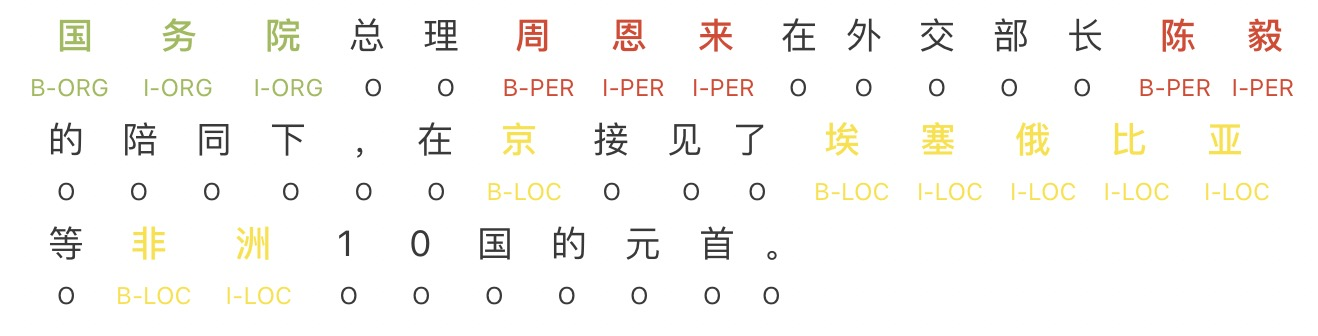 国 务 院 总 理 周 恩 来 在 外 交 部 长 陈 毅
B-ORG I-ORG I-ORG O O B-PER I-PER I-PER O O O O O B-PER I-PER
的 陪 同 下 , 在 京 接 见 了 埃 塞 俄 比 亚
O O O O O O B-LOC O O O B-LOC I-LOC I-LOC I-LOC I-LOC
等 非 洲 1 0 国 的 元 首 。
O B-LOC I-LOC O O O O O O O